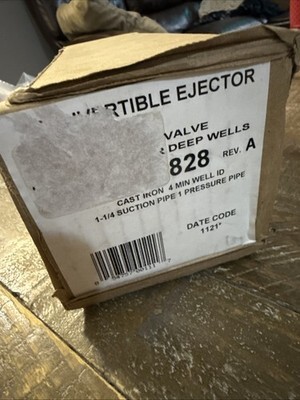 VERTIBLE EJECTOR
VALVE
R DEEP WELLS
828 REV. A
CAST IRON 4 MIN WELL ID
1-1/4 SUCTION PIPE 1 PRESSURE PIPE
DATE CODE
1121*